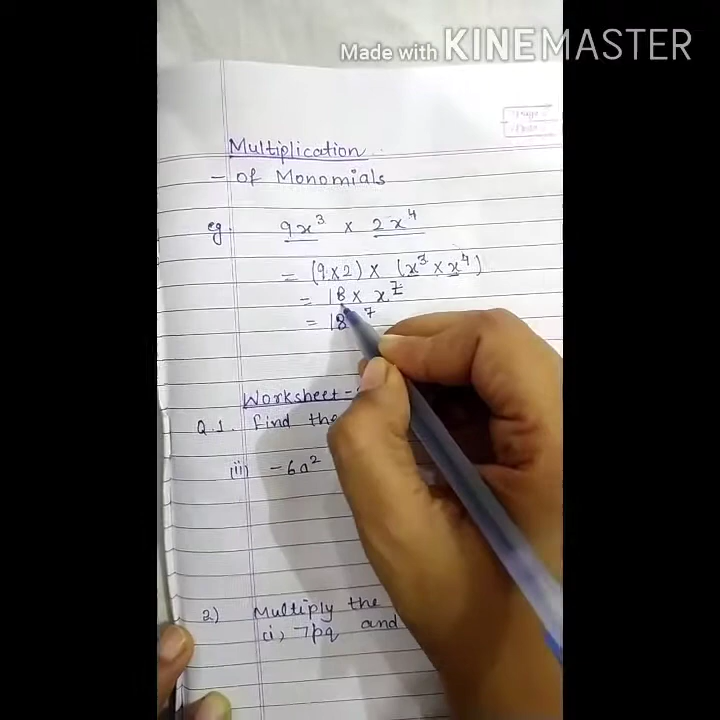 Made with KINEMASTER
Multiplication
- of Monomials
eg. 9x³ × 2x⁴
= (9×2) × (x³ × x⁴)
= 18 × x⁷
= 18 ⁷
Worksheet -
Q.1. Find the
(ii) -6a²
2) Multiply the
(i) 7pq and